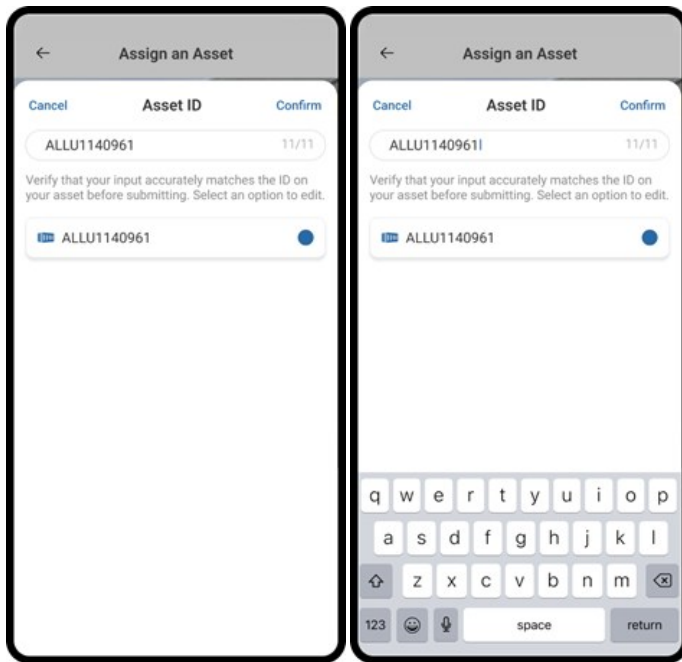 Assign an Asset
Cancel Asset ID Confirm
ALLU1140961 11/11
Verify that your input accurately matches the ID on
your asset before submitting. Select an option to edit.
ALLU1140961
Assign an Asset
Cancel Asset ID Confirm
ALLU1140961 11/11
Verify that your input accurately matches the ID on
your asset before submitting. Select an option to edit.
ALLU1140961
q w e r t y u i o p
a s d f g h j k l
z x c v b n m
123 space return